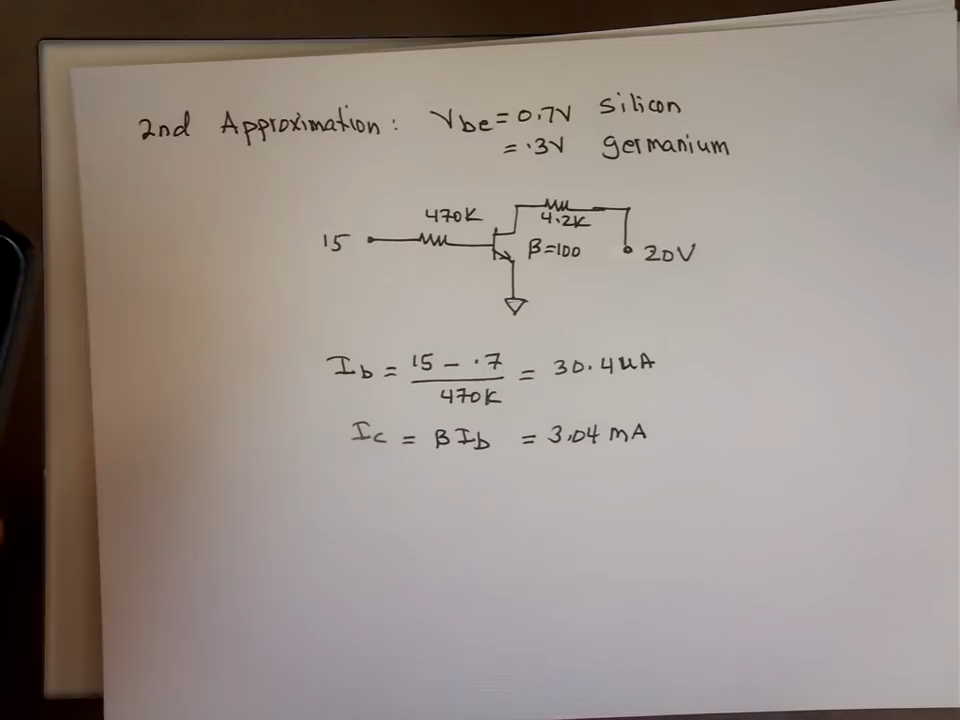 2nd Approximation: Vbe = 0.7V silicon
= .3V germanium
470K
4.2K
15
β=100
20V
Ib = 15 - .7 / 470K = 30.4uA
Ic = βIb = 3.04 mA